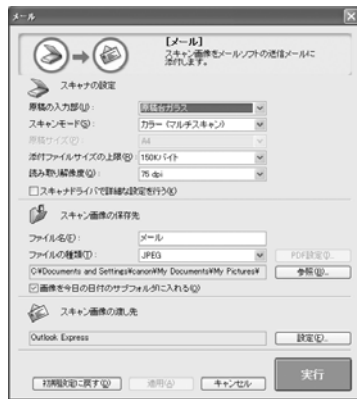 メール
[メール]
スキャン画像をメールソフトの送信メールに
添付します。
スキャナの設定
原稿の入力部(U): 原稿台ガラス
スキャンモード(S): カラー (マルチスキャン)
原稿サイズ(Z): A4
添付ファイルサイズの上限(B): 150Kバイト
読み取り解像度(G): 75 dpi
スキャナドライバで詳細な設定を行う(X)
スキャン画像の保存先
ファイル名(F): メール
ファイルの種類(T): JPEG PDF設定(I)...
C:¥Documents and Settings¥canon¥My Documents¥My Pictures¥ 参照(R)...
画像を今日の日付のサブフォルダに入れる(Q)
スキャン画像の渡し先
Outlook Express 設定(E)...
初期設定に戻す(D) 適用(A) キャンセル 実行